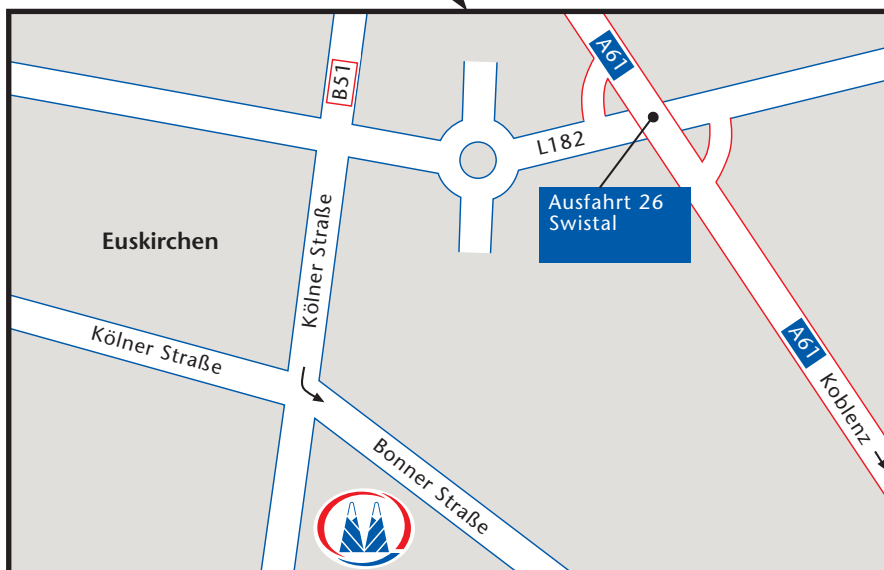 A61
B51
L182
Ausfahrt 26
Swistal
Euskirchen
Kölner Straße
Kölner Straße
A61
Koblenz
Bonner Straße